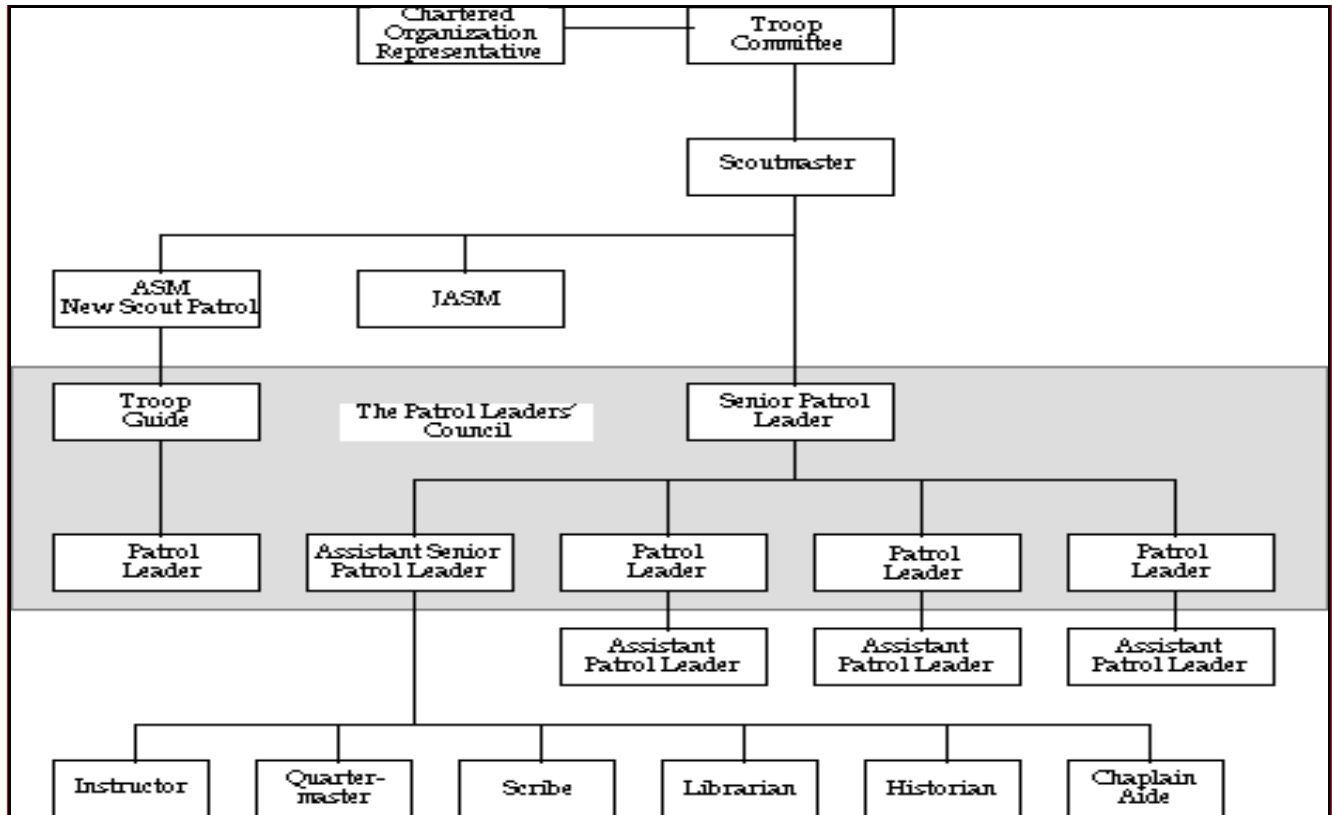 Chartered
Organization
Representative
Troop
Committee
Scoutmaster
ASM
New Scout Patrol
JASM
Troop
Guide
The Patrol Leaders'
Council
Senior Patrol
Leader
Patrol
Leader
Assistant Senior
Patrol Leader
Patrol
Leader
Patrol
Leader
Patrol
Leader
Assistant
Patrol Leader
Assistant
Patrol Leader
Assistant
Patrol Leader
Instructor
Quarter-
master
Scribe
Librarian
Historian
Chaplain
Aide